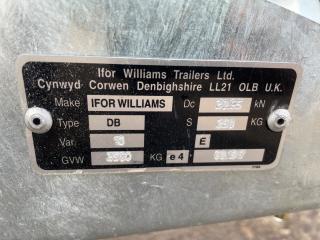 Ifor Williams Trailers Ltd.
Cynwyd Corwen Denbighshire LL21 OLB U.K.
Make IFOR WILLIAMS Dc kN
Type DB S KG
Var E
GVW KG e4